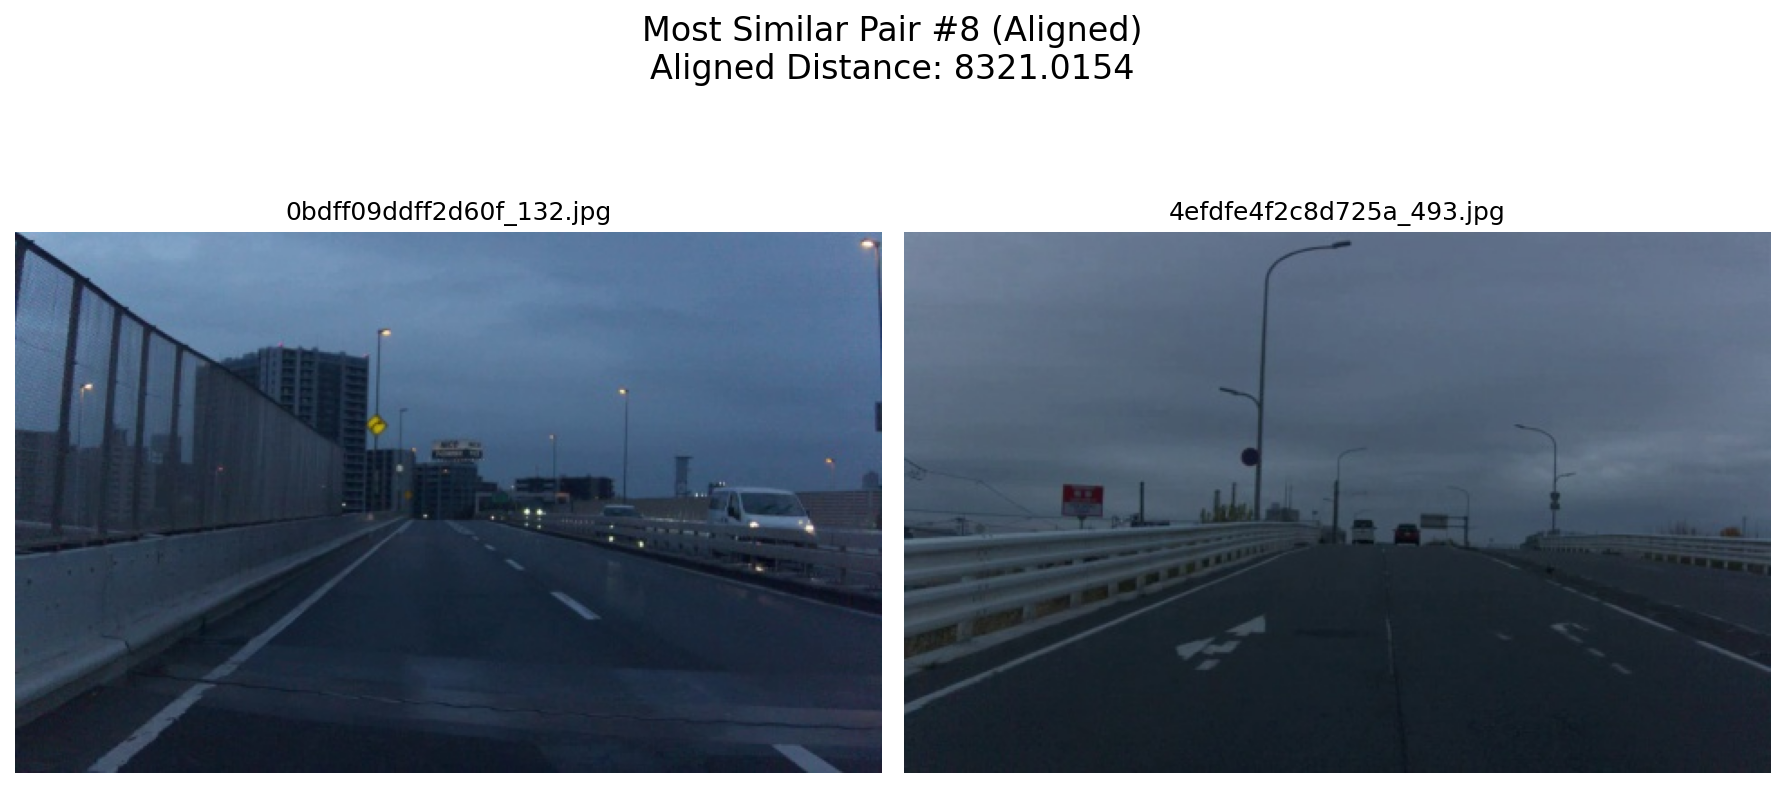 Most Similar Pair #8 (Aligned)
Aligned Distance: 8321.0154
0bdff09ddff2d60f_132.jpg
4efdfe4f2c8d725a_493.jpg